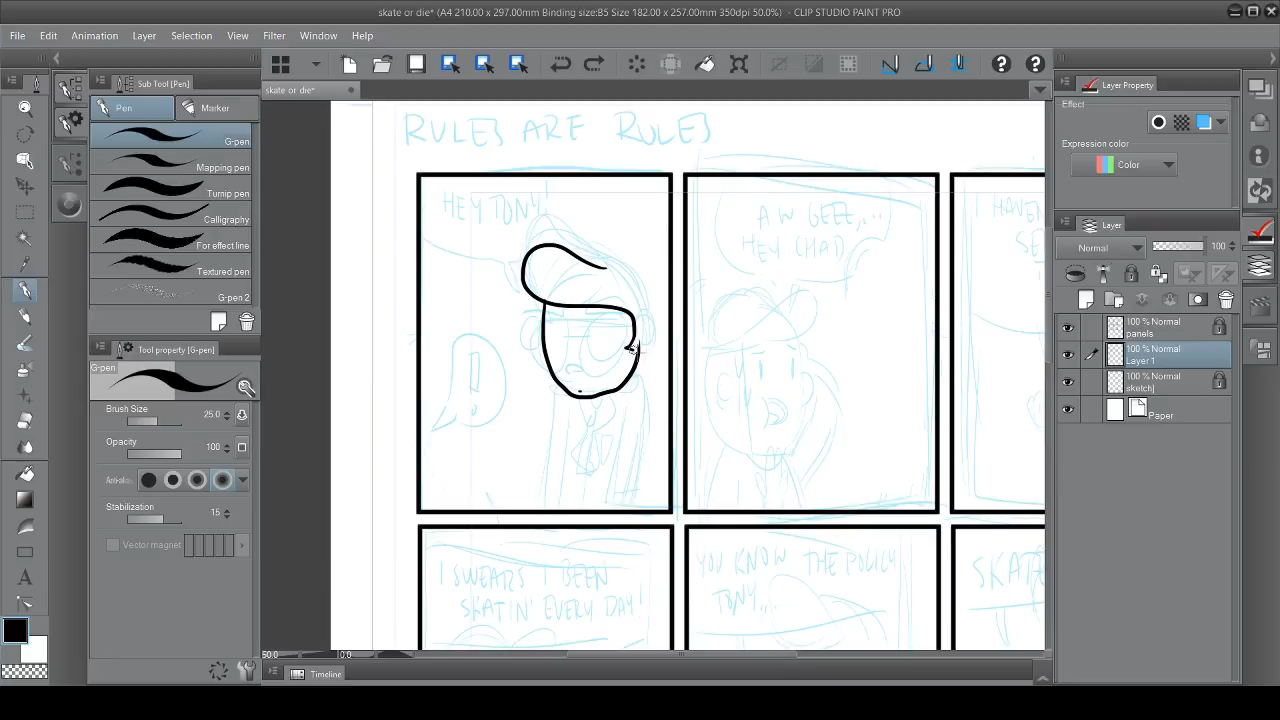 skate or die* (A4 210.00 x 297.00mm Binding size:B5 Size 182.00 x 257.00mm 350dpi 50.0%) - CLIP STUDIO PAINT PRO
File Edit Animation Layer Selection View Filter Window Help
Sub Tool [Pen]
Pen Marker
G-pen
Mapping pen
Turnip pen
Calligraphy
For effect line
Textured pen
G-pen 2
Tool property [G-pen]
G-pen
Brush Size 25.0
Opacity 100
Anti-alias
Stabilization 15
Vector magnet
skate or die*
RULES ARE RULES
HEY TONY!
!
AW GEEZ,...
HEY CHAD
I HAVEN
SE
I SWEARS I BEEN
SKATIN' EVERY DAY!
YOU KNOW THE POLICY
TONY...
SKAT
50.0 0.0
Timeline
Layer Property
Effect
Expression color
Color
Layer
Normal 100
100 % Normal
panels
100 % Normal
Layer 1
100 % Normal
sketch
Paper